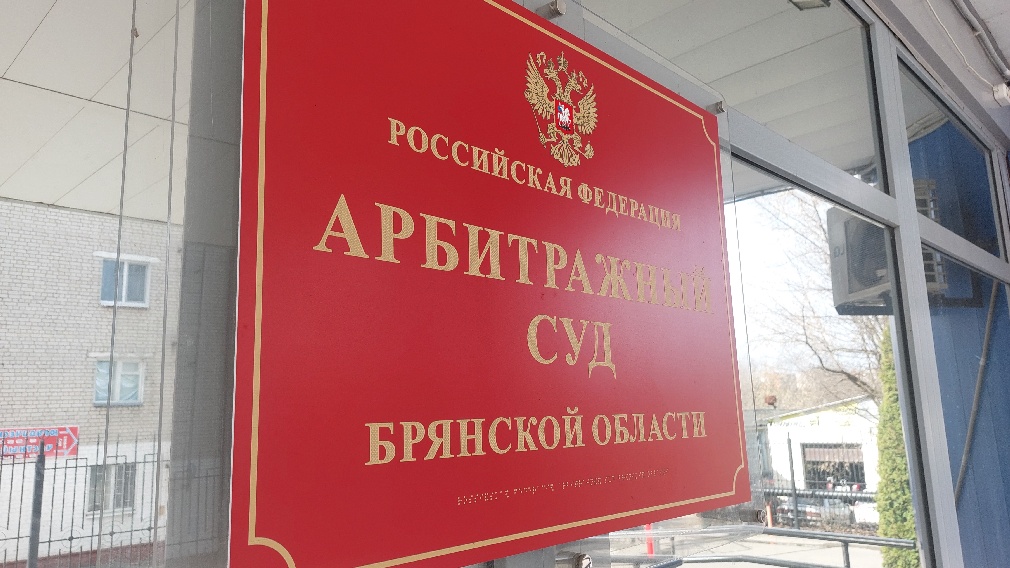 РОССИЙСКАЯ ФЕДЕРАЦИЯ
АРБИТРАЖНЫЙ
СУД
БРЯНСКОЙ ОБЛАСТИ